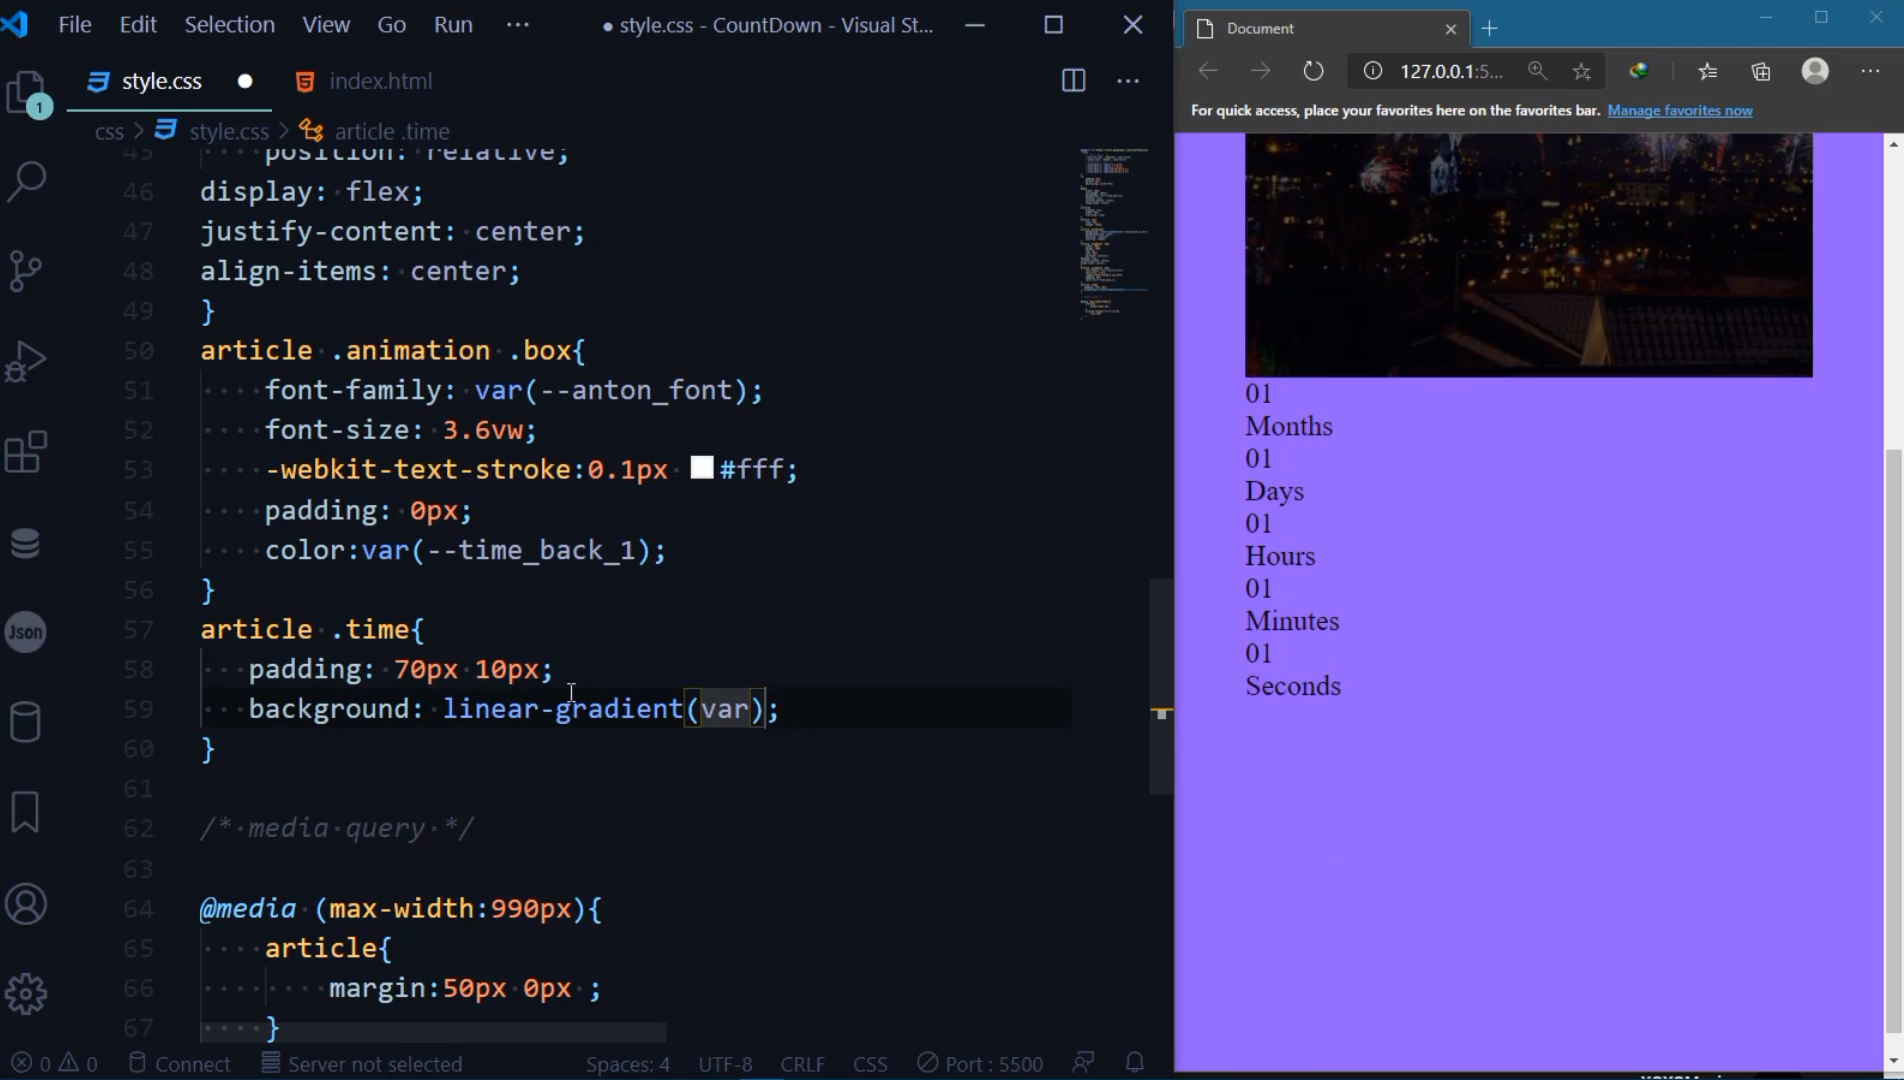 File Edit Selection View Go Run ··· ● style.css - CountDown - Visual St...
style.css ● index.html
css > style.css > article .time
45 position: relative;
46 display: flex;
47 justify-content: center;
48 align-items: center;
49 }
50 article .animation .box{
51 font-family: var(--anton_font);
52 font-size: 3.6vw;
53 -webkit-text-stroke:0.1px #fff;
54 padding: 0px;
55 color:var(--time_back_1);
56 }
57 article .time{
58 padding: 70px 10px;
59 background: linear-gradient(var);
60 }
61
62 /* media query */
63
64 @media (max-width:990px){
65 article{
66 margin:50px 0px ;
67 }
1
Json
0 0 Connect Server not selected Spaces: 4 UTF-8 CRLF CSS Port : 5500
Document
127.0.0.1:5...
For quick access, place your favorites here on the favorites bar. Manage favorites now
01
Months
01
Days
01
Hours
01
Minutes
01
Seconds